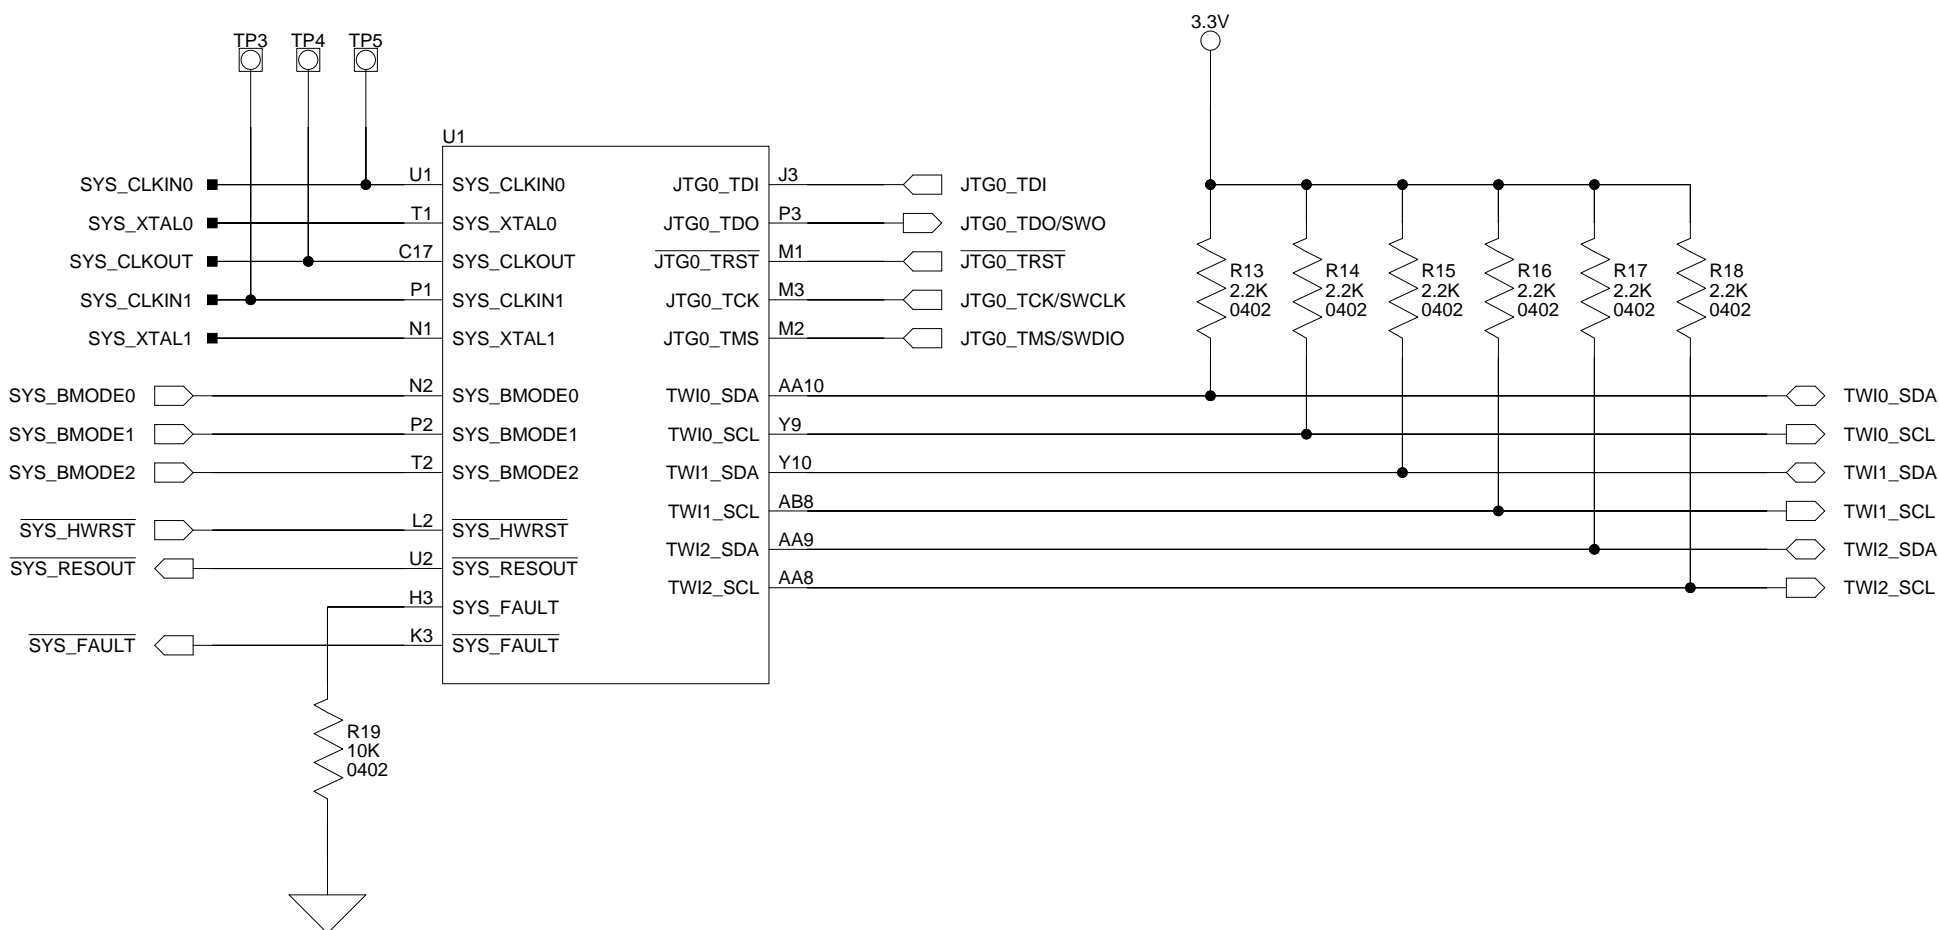 3.3V
TP3 TP4 TP5
U1
SYS_CLKIN0 U1 SYS_CLKIN0 JTG0_TDI J3 JTG0_TDI
SYS_XTAL0 T1 SYS_XTAL0 JTG0_TDO P3 JTG0_TDO/SWO
SYS_CLKOUT C17 SYS_CLKOUT JTG0_TRST M1 JTG0_TRST
SYS_CLKIN1 P1 SYS_CLKIN1 JTG0_TCK M3 JTG0_TCK/SWCLK
SYS_XTAL1 N1 SYS_XTAL1 JTG0_TMS M2 JTG0_TMS/SWDIO
R13 R14 R15 R16 R17 R18
2.2K 2.2K 2.2K 2.2K 2.2K 2.2K
0402 0402 0402 0402 0402 0402
SYS_BMODE0 N2 SYS_BMODE0 TWI0_SDA AA10 TWI0_SDA
SYS_BMODE1 P2 SYS_BMODE1 TWI0_SCL Y9 TWI0_SCL
SYS_BMODE2 T2 SYS_BMODE2 TWI1_SDA Y10 TWI1_SDA
TWI1_SCL AB8 TWI1_SCL
SYS_HWRST L2 SYS_HWRST
TWI2_SDA AA9 TWI2_SDA
SYS_RESOUT U2 SYS_RESOUT
TWI2_SCL AA8 TWI2_SCL
H3 SYS_FAULT
SYS_FAULT K3 SYS_FAULT
R19
10K
0402